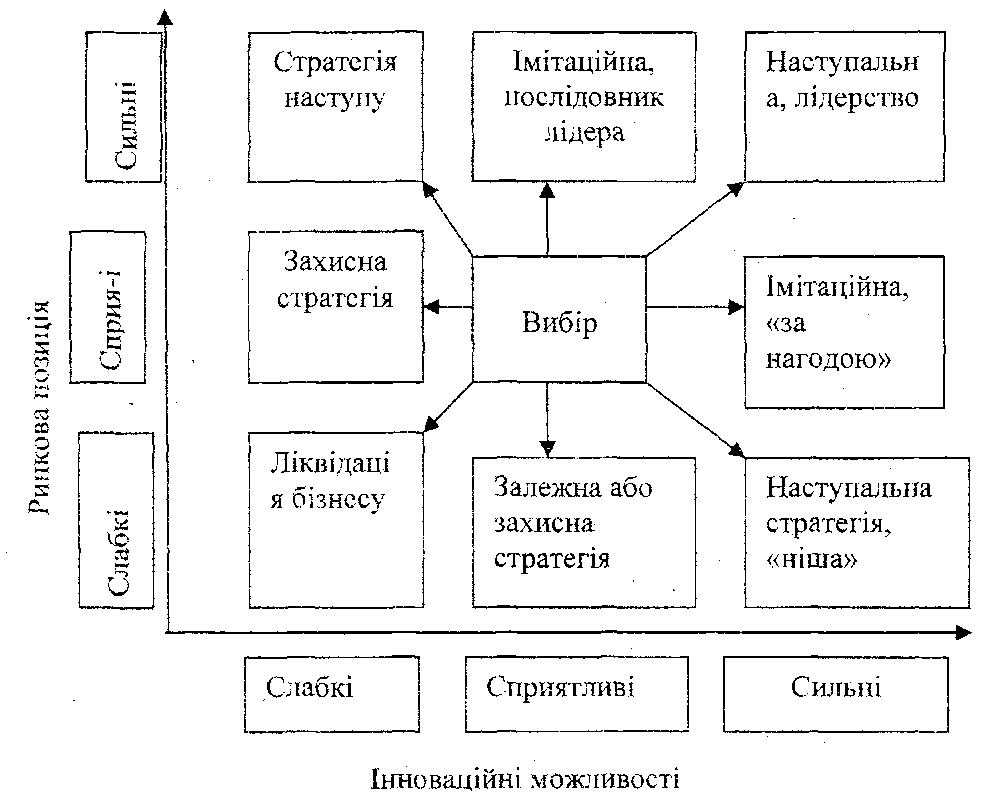 Сильні
Стратегія
наступу
Імітаційна,
послідовник
лідера
Наступальн
а, лідерство
Ринкова позиція
Сприя-і
Захисна
стратегія
Вибір
Імітаційна,
«за
нагодою»
Слабкі
Ліквідаці
я бізнесу
Залежна або
захисна
стратегія
Наступальна
стратегія,
«ніша»
Слабкі
Сприятливі
Сильні
Інноваційні можливості